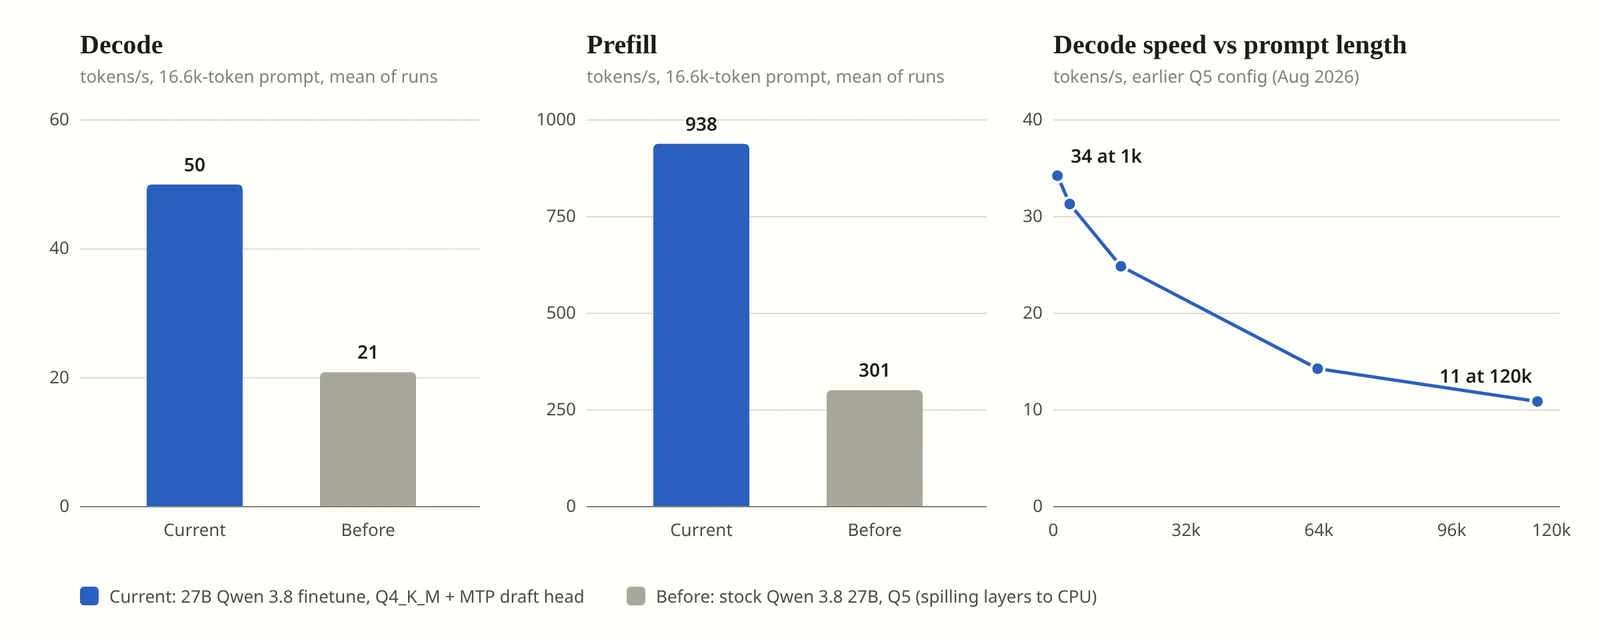 Decode
tokens/s, 16.6k-token prompt, mean of runs
60
40
20
0
50
21
Current
Before
Prefill
tokens/s, 16.6k-token prompt, mean of runs
1000
750
500
250
0
938
301
Current
Before
Decode speed vs prompt length
tokens/s, earlier Q5 config (Aug 2026)
40
30
20
10
0
34 at 1k
11 at 120k
0
32k
64k
96k
120k
Current: 27B Qwen 3.8 finetune, Q4_K_M + MTP draft head
Before: stock Qwen 3.8 27B, Q5 (spilling layers to CPU)